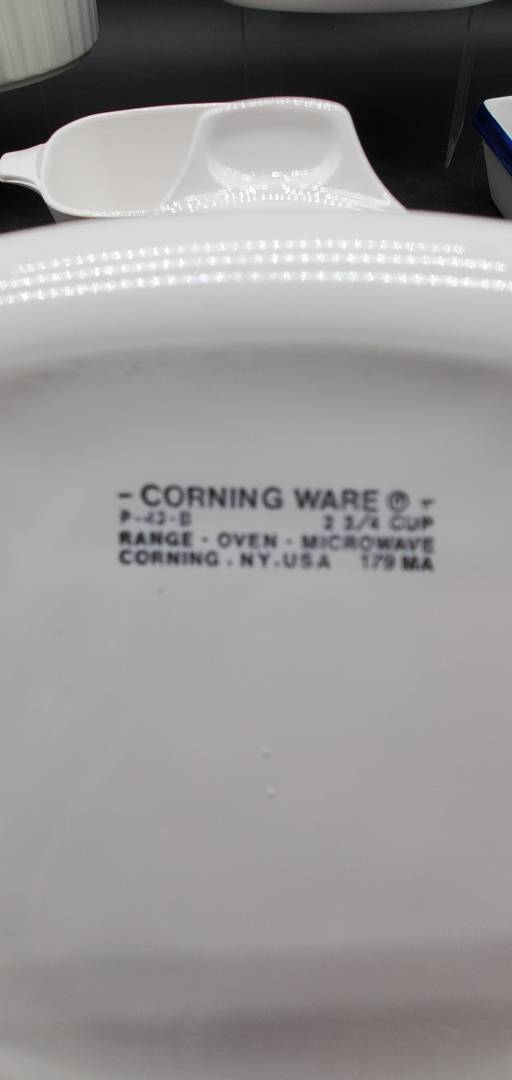 - CORNING WARE ® -
P-43-B 2 3/4 CUP
RANGE - OVEN - MICROWAVE
CORNING . NY . USA 179 MA